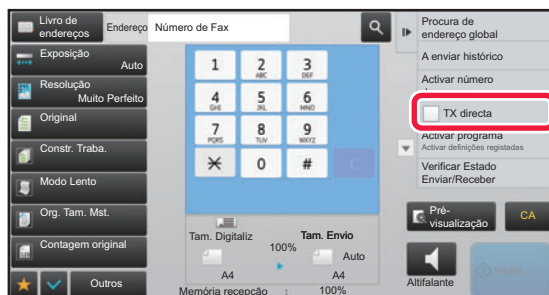 Livro de
endereços
Endereço
Número de Fax
Exposição
Auto
Resolução
Muito Perfeito
Original
Constr. Traba.
Modo Lento
Org. Tam. Mst.
Contagem original
Outros
1
2
ABC
3
DEF
4
GHI
5
JKL
6
MNO
7
PQRS
8
TUV
9
WXYZ
0
#
C
Tam. Digitaliz
100%
Tam. Envio
Auto
A4
A4
Memória recepção : 100%
Procura de
endereço global
A enviar histórico
Activar número
TX directa
Activar programa
Activar definições registadas
Verificar Estado
Enviar/Receber
Pré-
visualização
CA
Altifalante